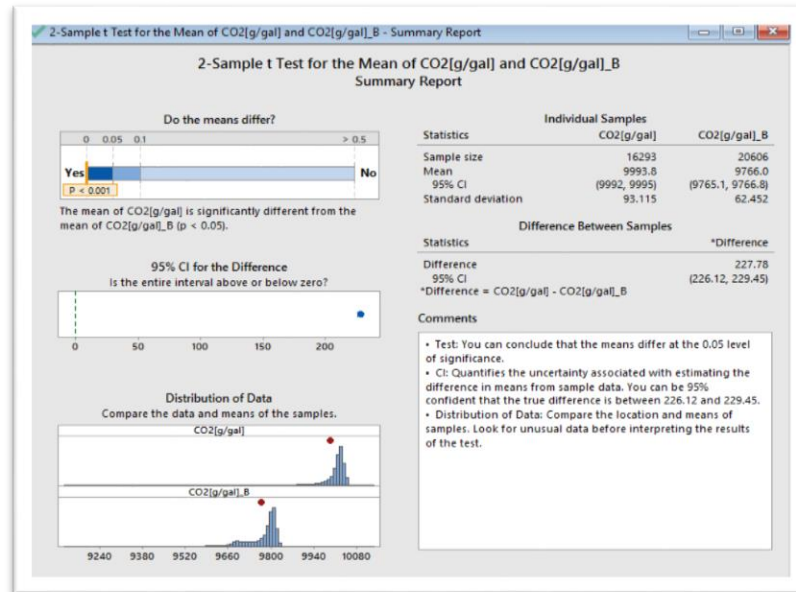 2-Sample t Test for the Mean of CO2[g/gal] and CO2[g/gal]_B - Summary Report
2-Sample t Test for the Mean of CO2[g/gal] and CO2[g/gal]_B
Summary Report
Do the means differ?
0 0.05 0.1 > 0.5
Yes No
P < 0.001
The mean of CO2[g/gal] is significantly different from the
mean of CO2[g/gal]_B (p < 0.05).
95% CI for the Difference
Is the entire interval above or below zero?
0 50 100 150 200
Distribution of Data
Compare the data and means of the samples.
CO2[g/gal]
CO2[g/gal]_B
9240 9380 9520 9660 9800 9940 10080
Individual Samples
Statistics CO2[g/gal] CO2[g/gal]_B
Sample size 16293 20606
Mean 9993.8 9766.0
95% CI (9992, 9995) (9765.1, 9766.8)
Standard deviation 93.115 62.452
Difference Between Samples
Statistics *Difference
Difference 227.78
95% CI (226.12, 229.45)
*Difference = CO2[g/gal] - CO2[g/gal]_B
Comments
• Test: You can conclude that the means differ at the 0.05 level
of significance.
• CI: Quantifies the uncertainty associated with estimating the
difference in means from sample data. You can be 95%
confident that the true difference is between 226.12 and 229.45.
• Distribution of Data: Compare the location and means of
samples. Look for unusual data before interpreting the results
of the test.